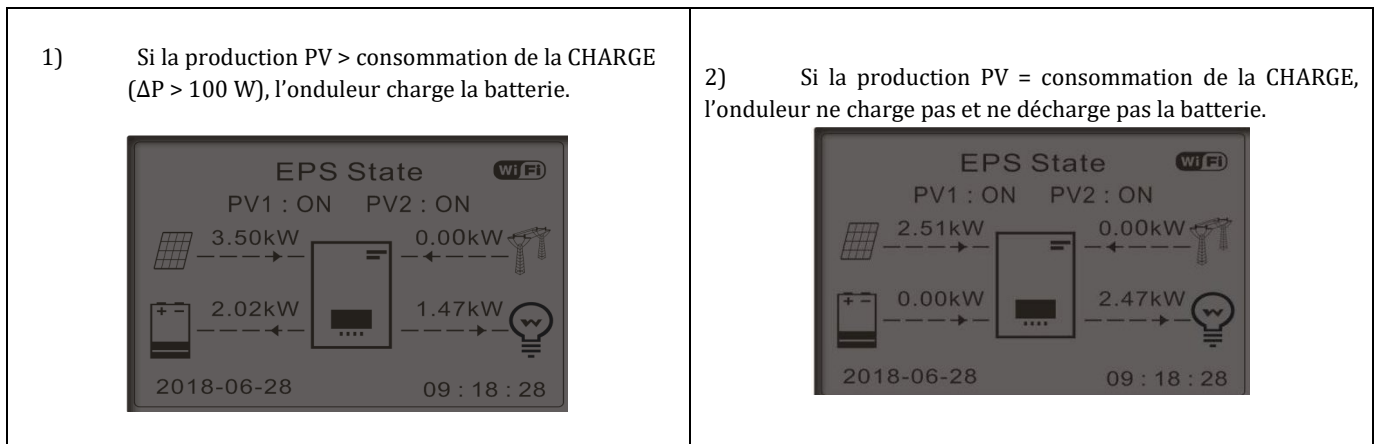 1) Si la production PV > consommation de la CHARGE
(ΔP > 100 W), l’onduleur charge la batterie.
EPS State WiFi
PV1 : ON PV2 : ON
3.50kW 0.00kW
2.02kW 1.47kW
2018-06-28 09 : 18 : 28
2) Si la production PV = consommation de la CHARGE,
l’onduleur ne charge pas et ne décharge pas la batterie.
EPS State WiFi
PV1 : ON PV2 : ON
2.51kW 0.00kW
0.00kW 2.47kW
2018-06-28 09 : 18 : 28